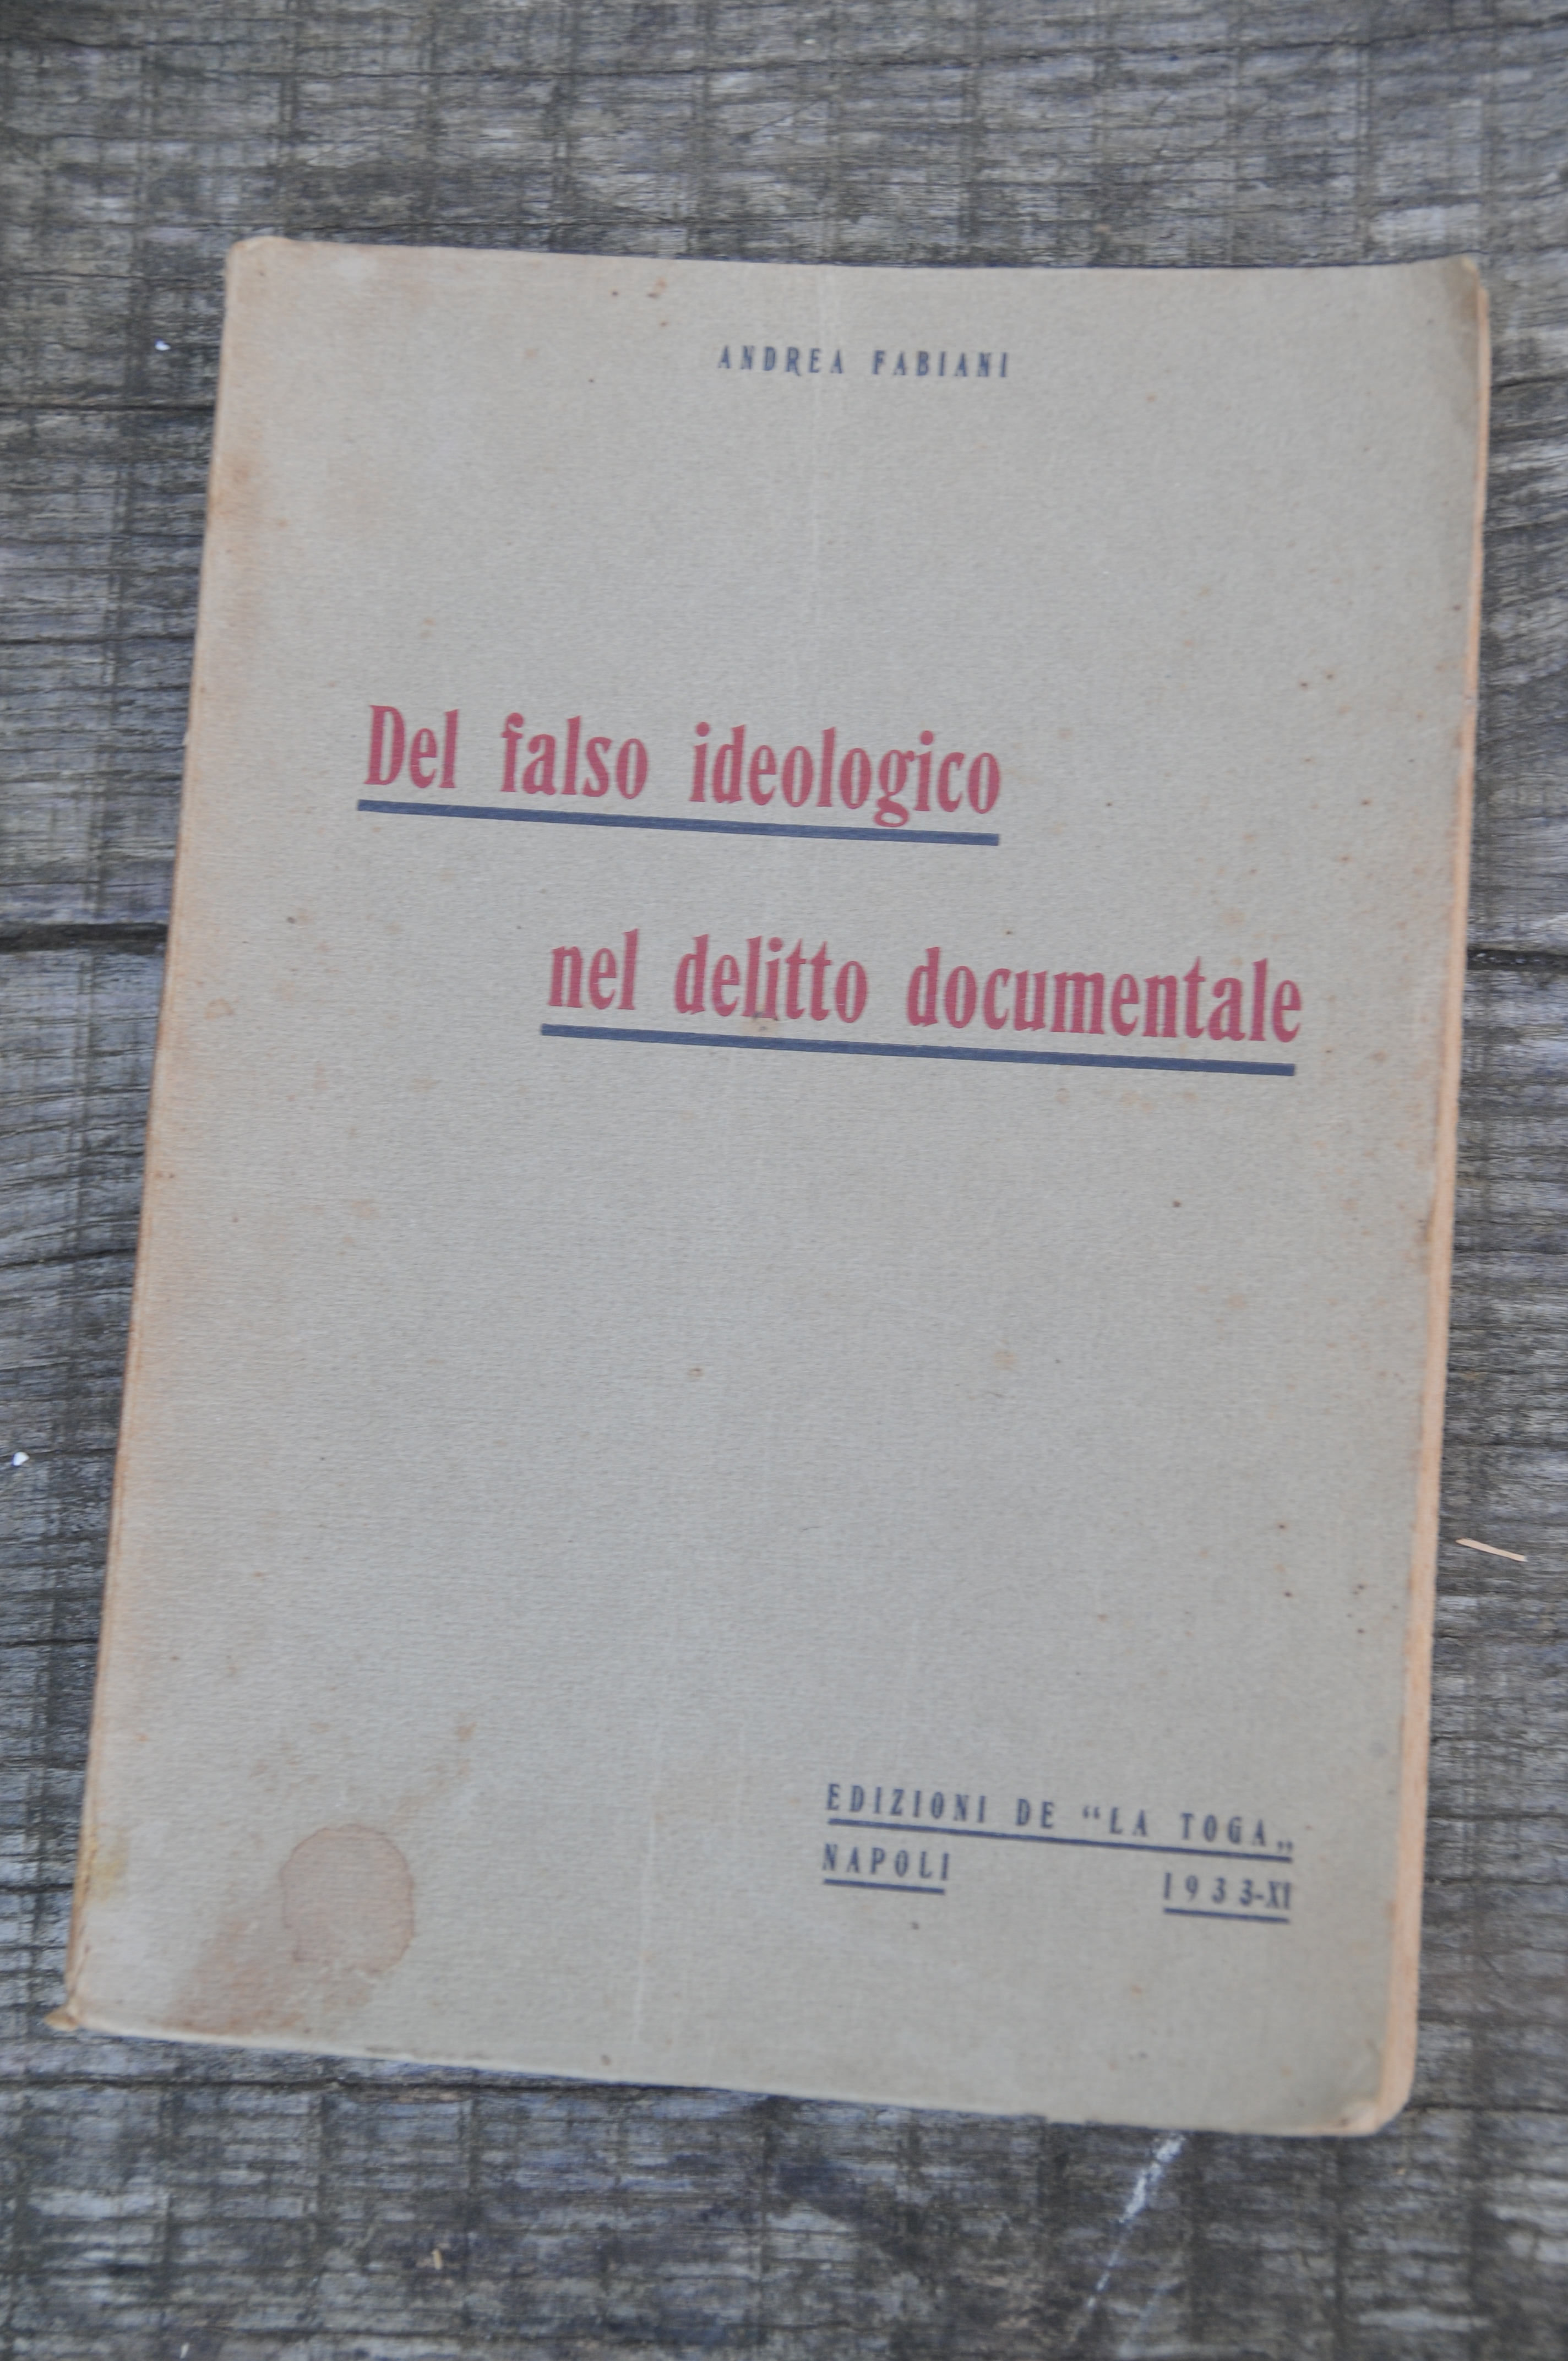 ANDREA FABIANI
Del falso ideologico
nel delitto documentale
EDIZIONI DE “LA TOGA„
NAPOLI 1933-XI